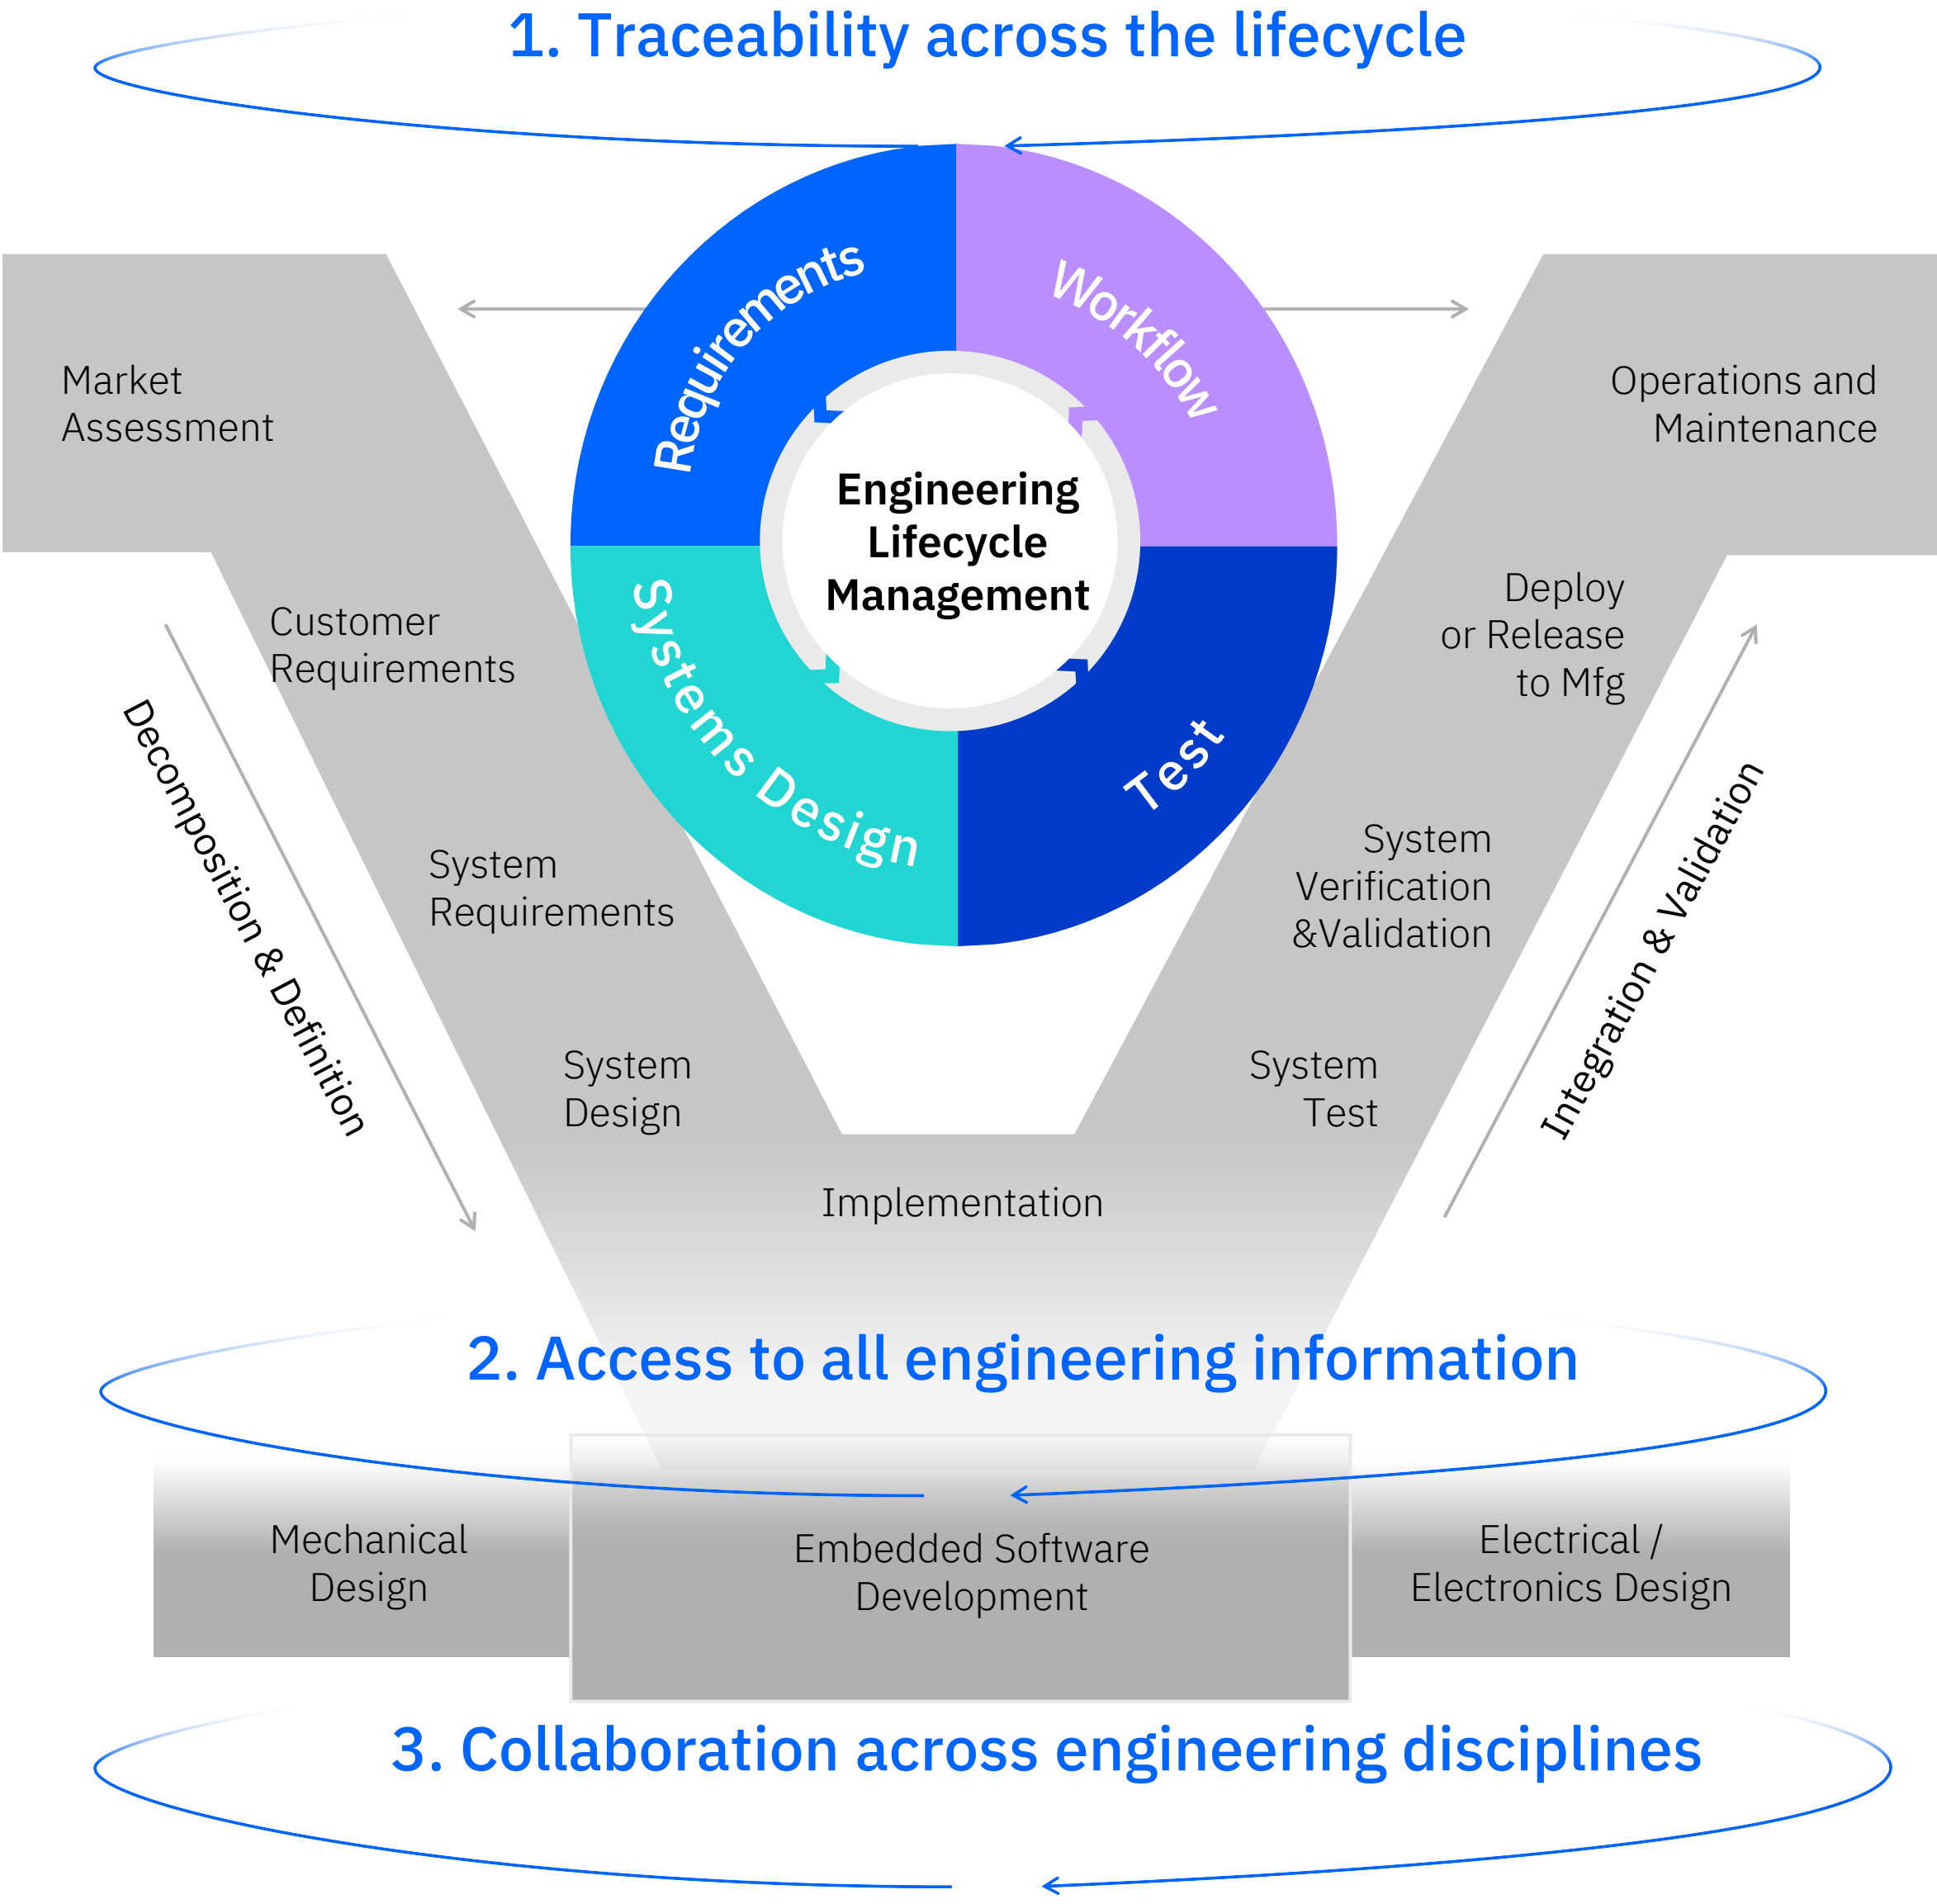 1. Traceability across the lifecycle
Requirements
Workflow
Engineering
Lifecycle
Management
Systems Design
Test
Market
Assessment
Customer
Requirements
System
Requirements
System
Design
Decomposition & Definition
Implementation
Operations and
Maintenance
Deploy
or Release
to Mfg
System
Verification
&Validation
System
Test
Integration & Validation
2. Access to all engineering information
Mechanical
Design
Embedded Software
Development
Electrical /
Electronics Design
3. Collaboration across engineering disciplines